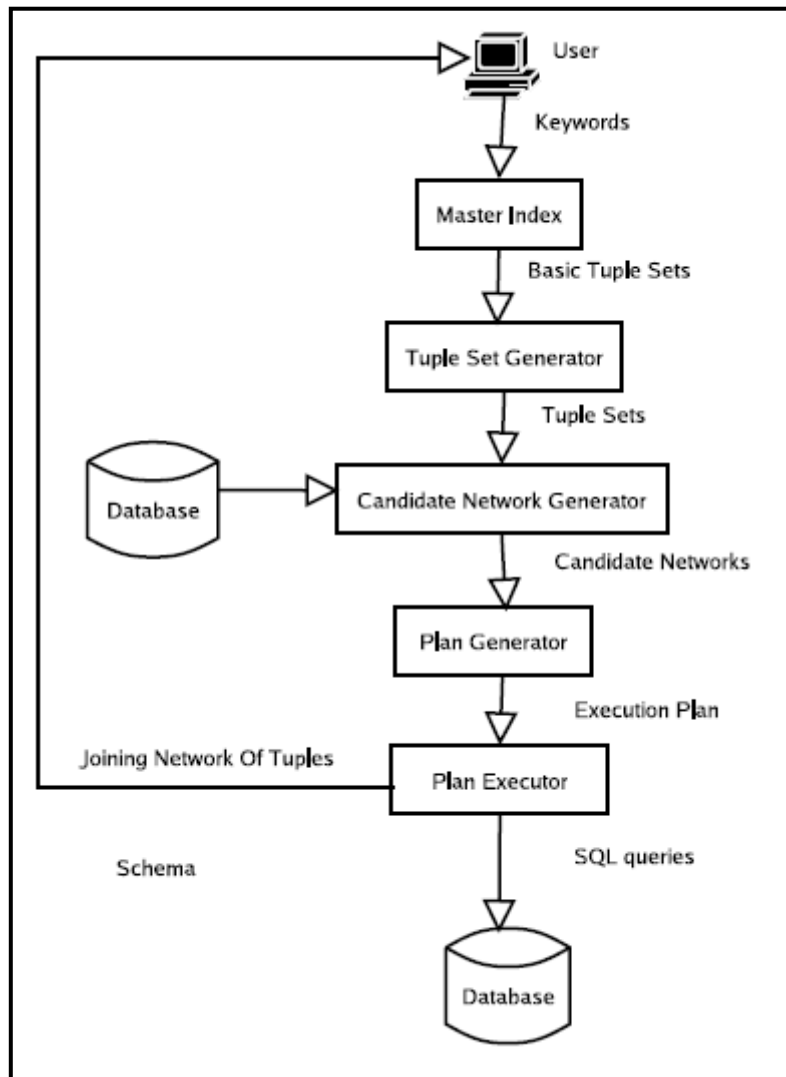 User
Keywords
Master Index
Basic Tuple Sets
Tuple Set Generator
Tuple Sets
Database
Candidate Network Generator
Candidate Networks
Plan Generator
Execution Plan
Joining Network Of Tuples
Plan Executor
Schema
SQL queries
Database